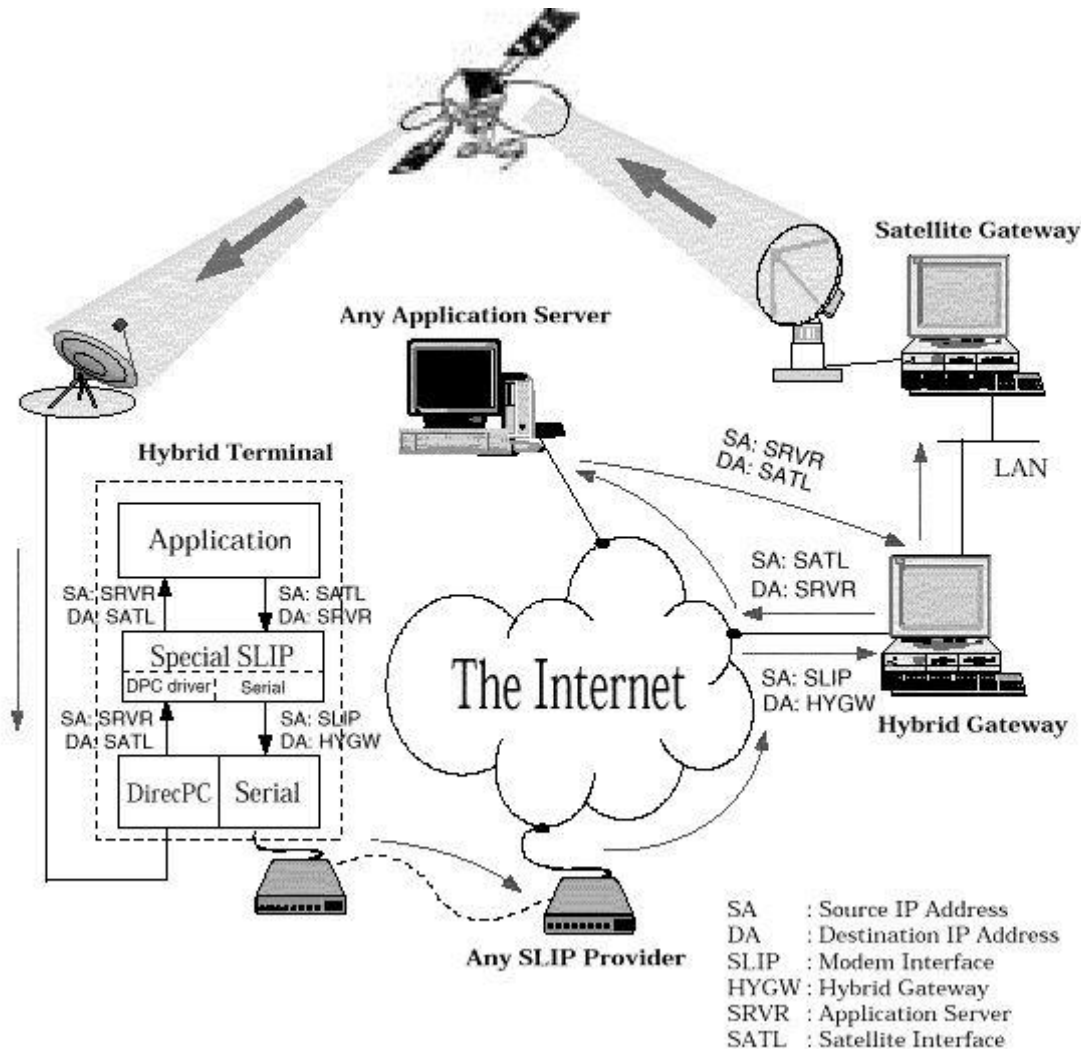 Satellite Gateway
Any Application Server
SA: SRVR
DA: SATL
LAN
Hybrid Terminal
Application
SA: SRVR
DA: SATL
SA: SATL
DA: SRVR
Special SLIP
DPC driver
Serial
SA: SRVR
DA: SATL
SA: SLIP
DA: HYGW
DirecPC
Serial
The Internet
SA: SATL
DA: SRVR
SA: SLIP
DA: HYGW
Hybrid Gateway
Any SLIP Provider
SA : Source IP Address
DA : Destination IP Address
SLIP : Modem Interface
HYGW : Hybrid Gateway
SRVR : Application Server
SATL : Satellite Interface